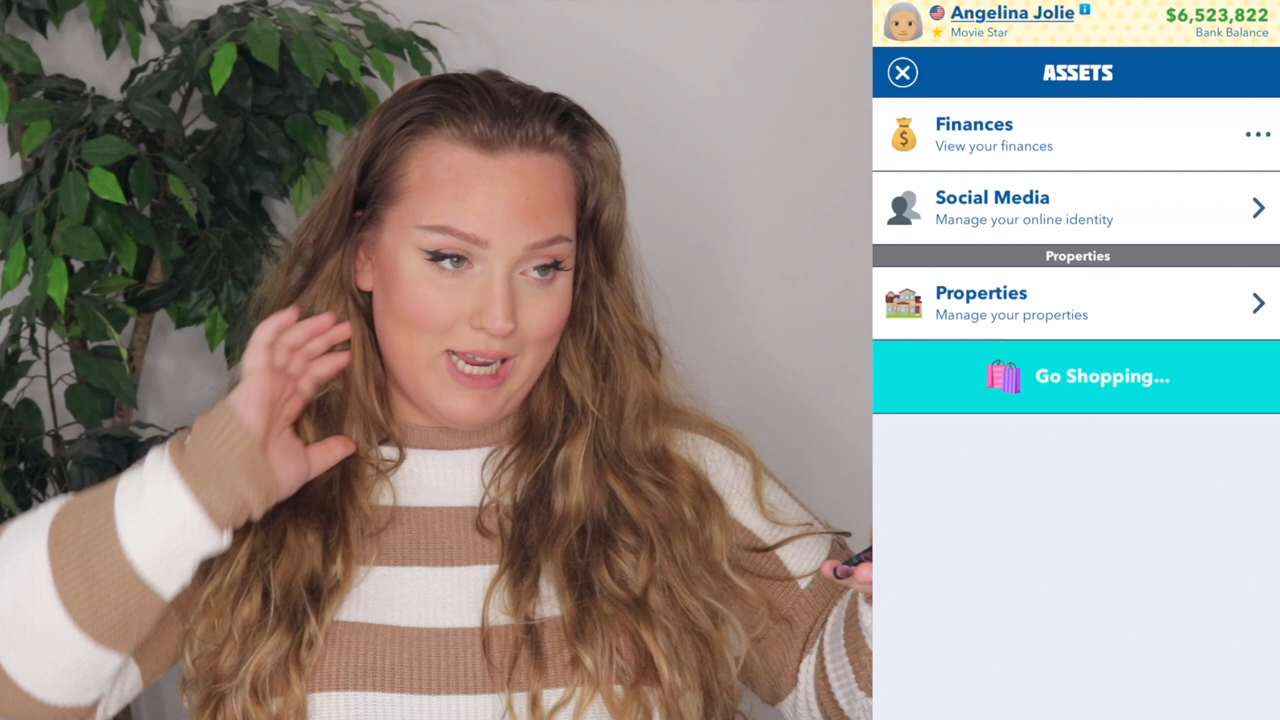 Angelina Jolie
$6,523,822
Movie Star
Bank Balance
ASSETS
Finances
View your finances
Social Media
Manage your online identity
Properties
Properties
Manage your properties
Go Shopping...